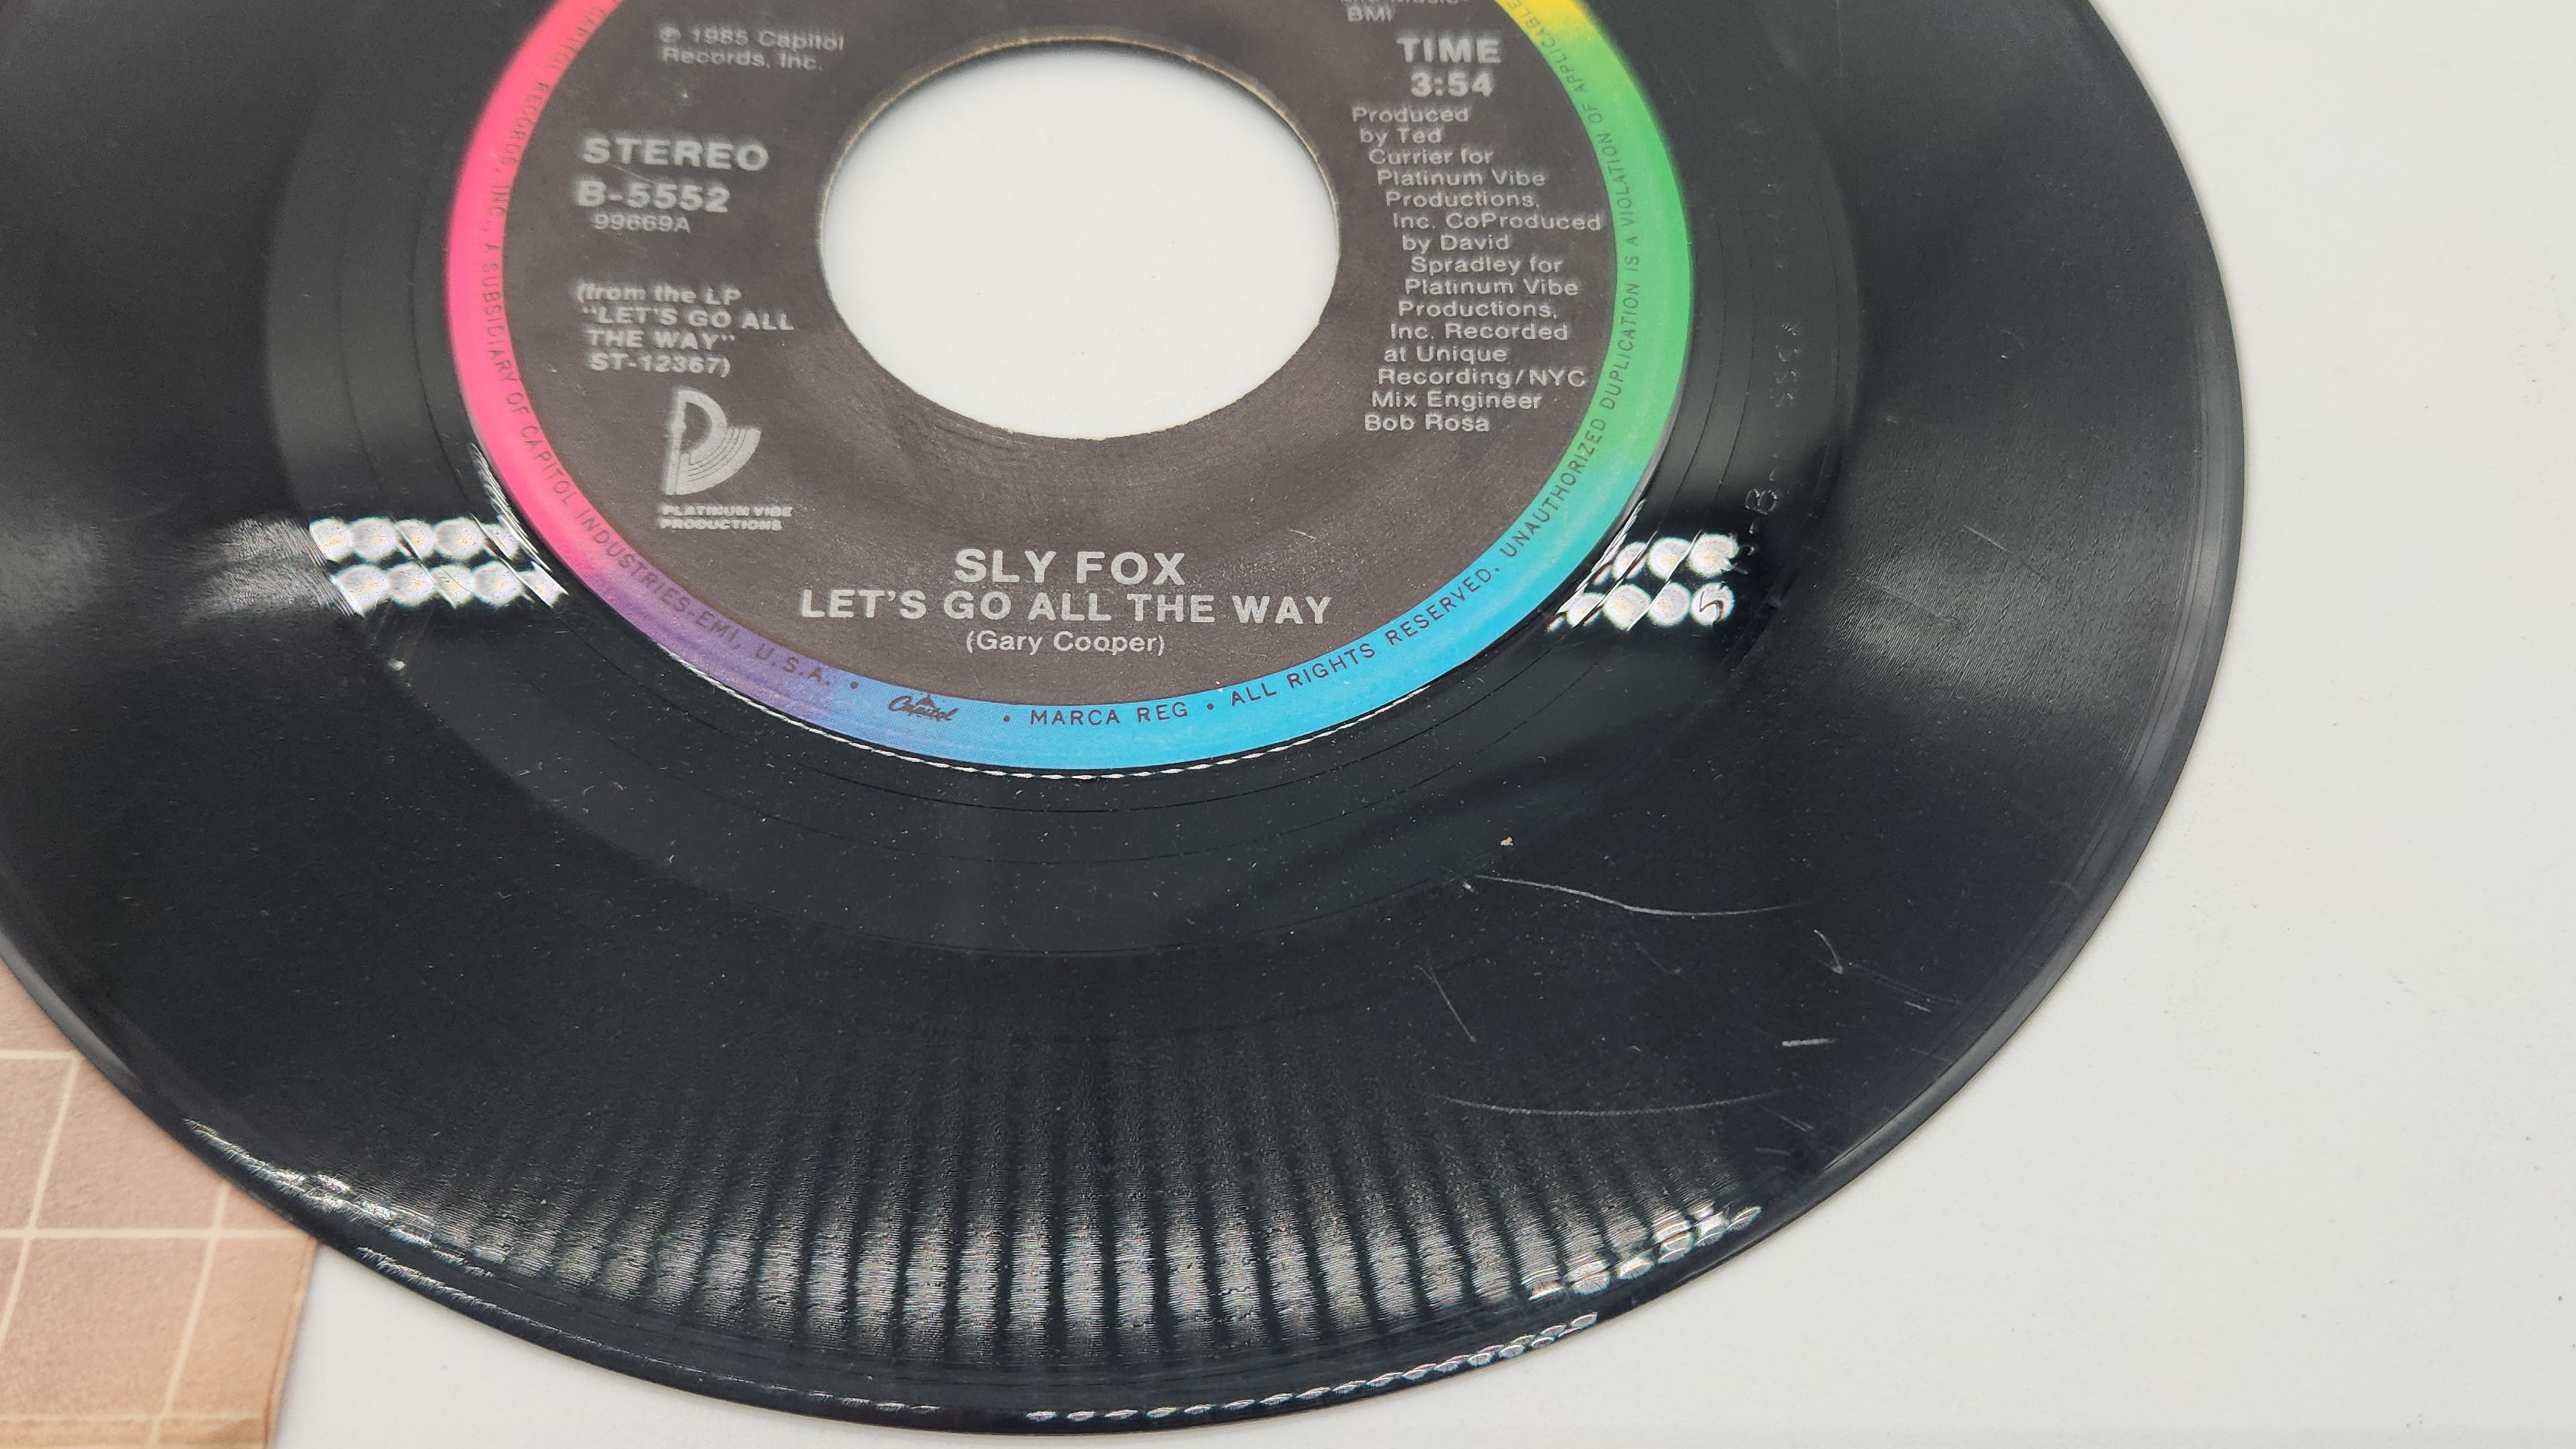 ℗ 1985 Capitol
Records, Inc.
STEREO
B-5552
99669A
(from the LP
"LET'S GO ALL
THE WAY"
ST-12367)
PLATINUM VIBE
PRODUCTIONS
BMI
TIME
3:54
Produced
by Ted
Currier for
Platinum Vibe
Productions,
Inc. CoProduced
by David
Spradley for
Platinum Vibe
Productions,
Inc. Recorded
at Unique
Recording/NYC
Mix Engineer
Bob Rosa
SLY FOX
LET'S GO ALL THE WAY
(Gary Cooper)
CAPITOL RECORDS, INC., A SUBSIDIARY OF CAPITOL INDUSTRIES-EMI, U.S.A. • Capitol • MARCA REG • ALL RIGHTS RESERVED. UNAUTHORIZED DUPLICATION IS A VIOLATION OF APPLICABLE